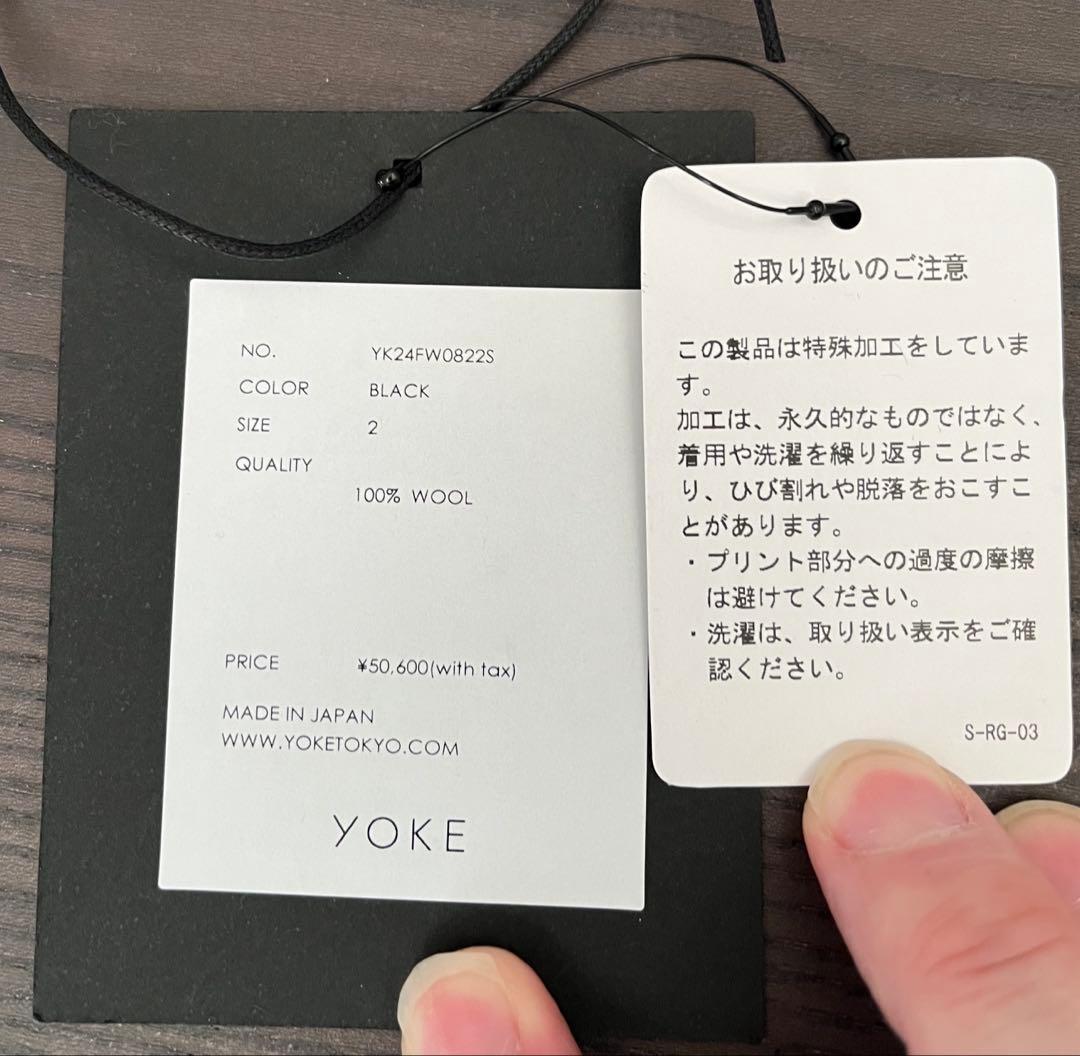 NO. YK24FW0822S
COLOR BLACK
SIZE 2
QUALITY
100% WOOL
PRICE ¥50,600(with tax)
MADE IN JAPAN
WWW.YOKETOKYO.COM
YOKE
お取り扱いのご注意
この製品は特殊加工をしていま
す。
加工は、永久的なものではなく、
着用や洗濯を繰り返すことによ
り、ひび割れや脱落をおこすこ
とがあります。
・プリント部分への過度の摩擦
は避けてください。
・洗濯は、取り扱い表示をご確
認ください。
S-RG-03